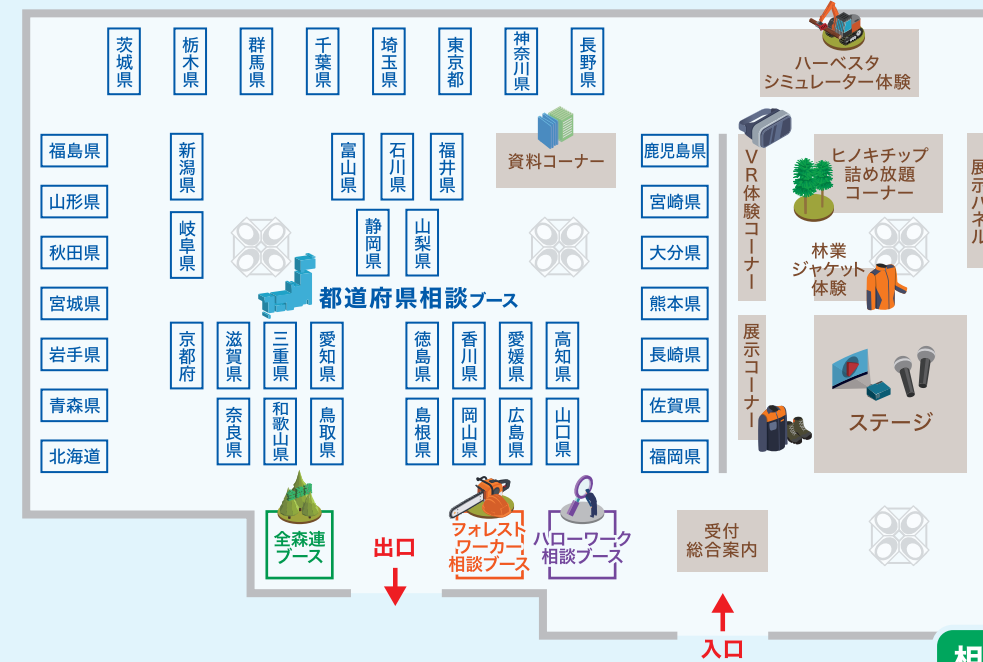 茨城県
栃木県
群馬県
千葉県
埼玉県
東京都
神奈川県
長野県
ハーベスタ
シミュレーター体験
福島県
山形県
秋田県
宮城県
岩手県
青森県
北海道
新潟県
岐阜県
富山県
石川県
福井県
静岡県
山梨県
資料コーナー
鹿児島県
宮崎県
大分県
熊本県
長崎県
佐賀県
福岡県
VR体験コーナー
ヒノキチップ
詰め放題
コーナー
展示パネル
林業
ジャケット
体験
都道府県相談ブース
京都府
滋賀県
三重県
愛知県
徳島県
香川県
愛媛県
高知県
奈良県
和歌山県
鳥取県
島根県
岡山県
広島県
山口県
展示コーナー
ステージ
全森連
ブース
出口
フォレスト
ワーカー
相談ブース
ハローワーク
相談ブース
受付
総合案内
入口
相